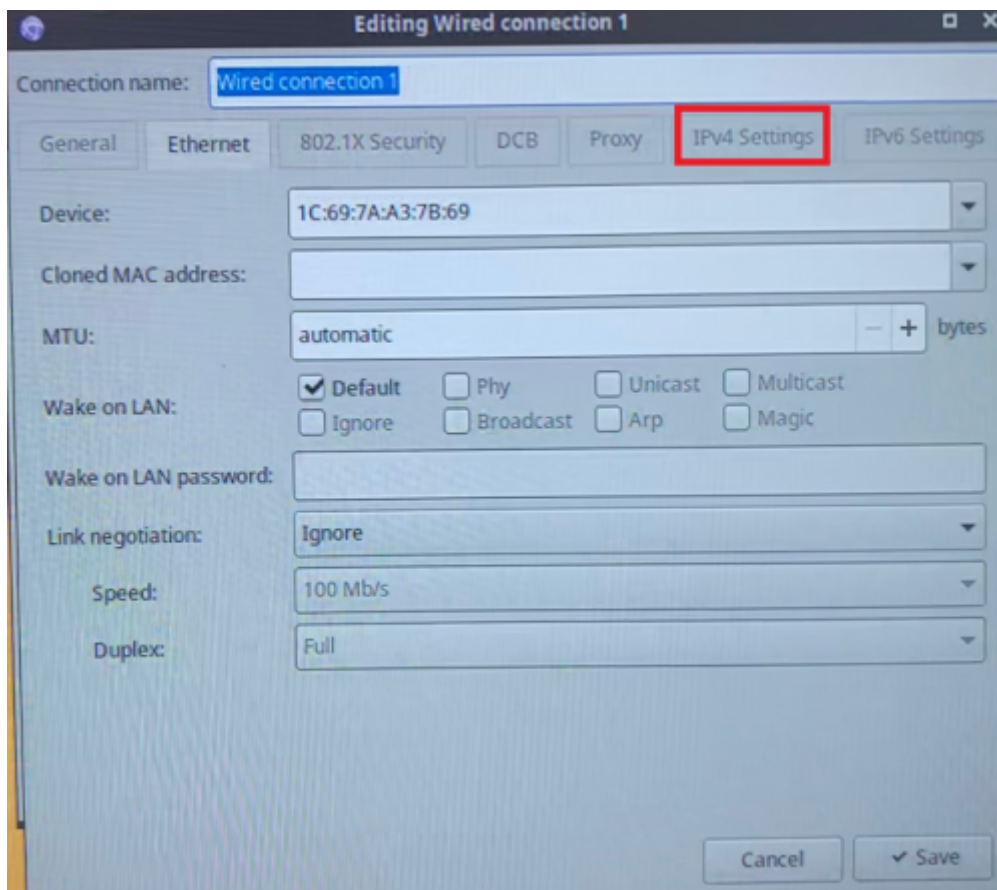 Editing Wired connection 1
Connection name: Wired connection 1
General Ethernet 802.1X Security DCB Proxy IPv4 Settings IPv6 Settings
Device: 1C:69:7A:A3:7B:69
Cloned MAC address:
MTU: automatic bytes
Wake on LAN: Default Phy Unicast Multicast
Ignore Broadcast Arp Magic
Wake on LAN password:
Link negotiation: Ignore
Speed: 100 Mb/s
Duplex: Full
Cancel Save